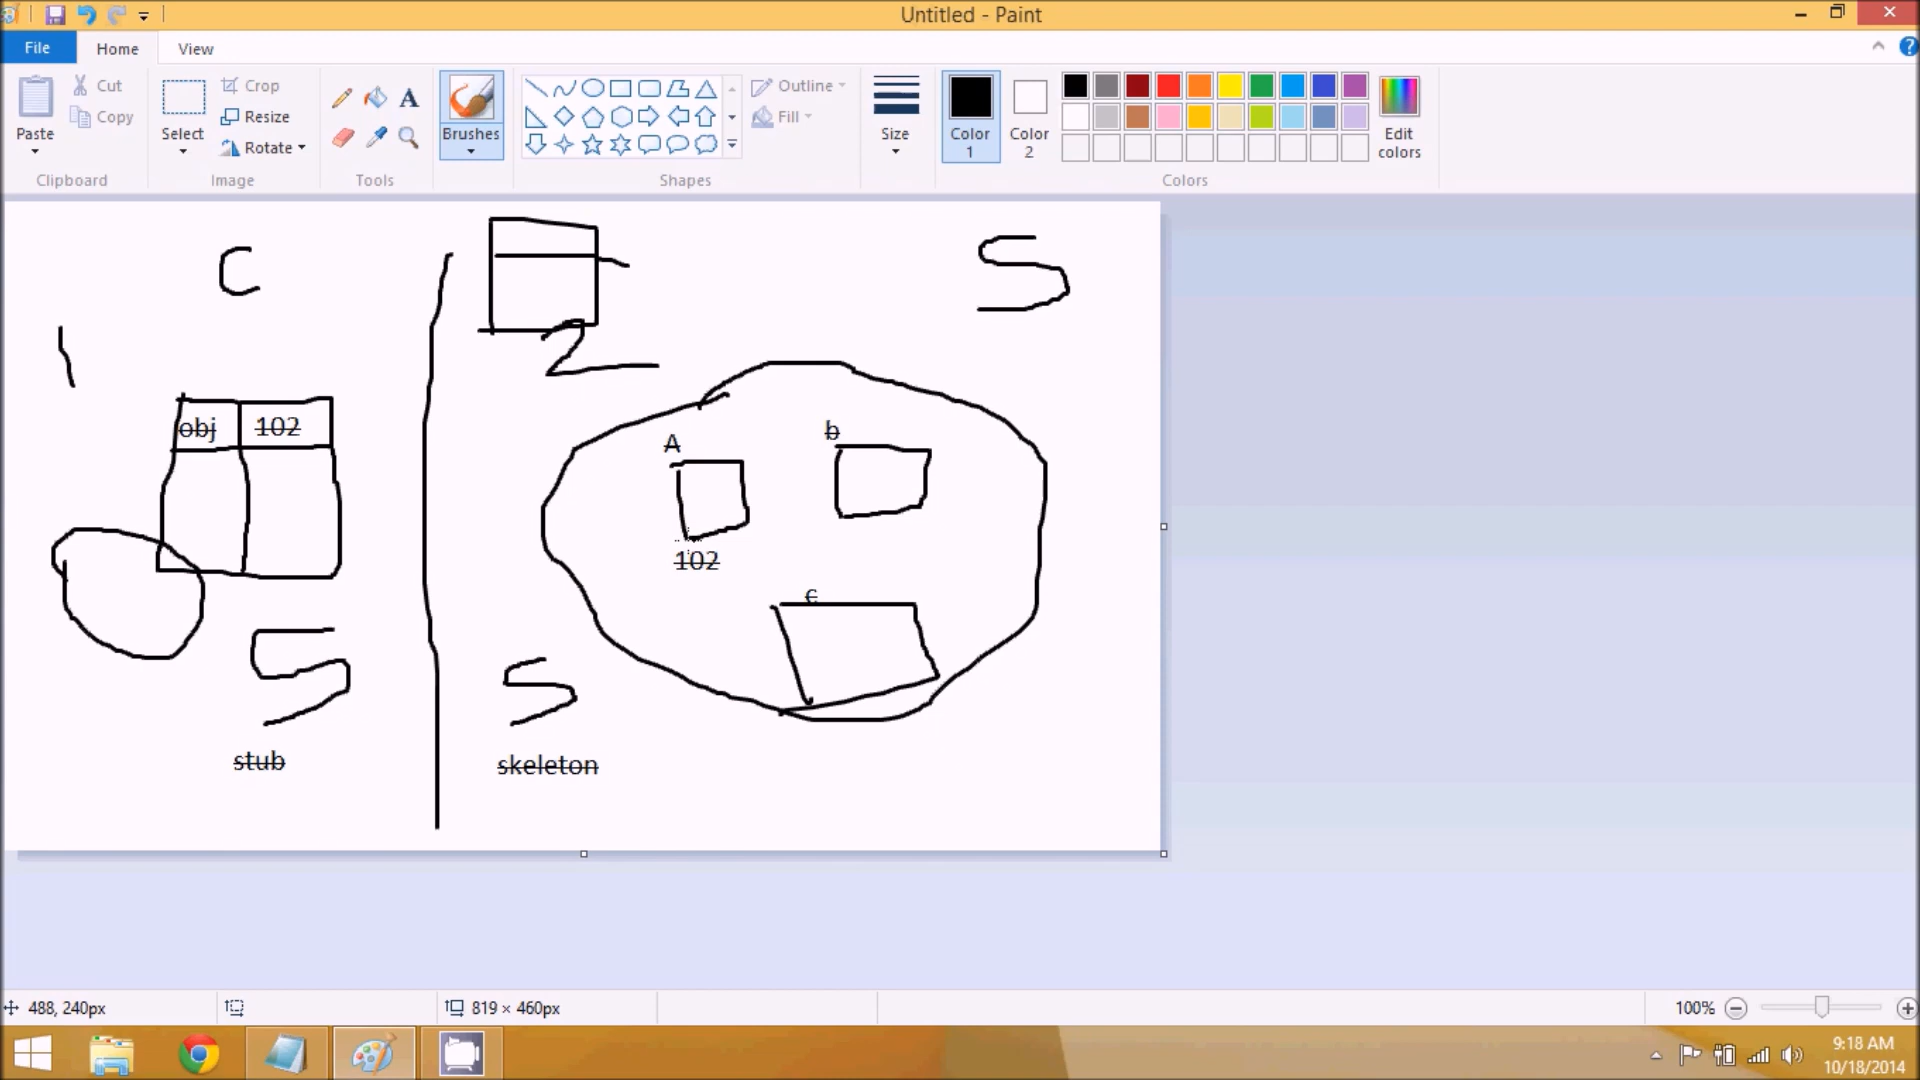 Untitled - Paint
File Home View
Paste
Cut
Copy
Clipboard
Select
Crop
Resize
Rotate
Image
Tools
Brushes
Shapes
Outline
Fill
Size
Color 1
Color 2
Edit colors
Colors
C
S
1
2
obj 102
A
b
102
c
S
S
stub
skeleton
488, 240px
819 × 460px
100%
9:18 AM
10/18/2014